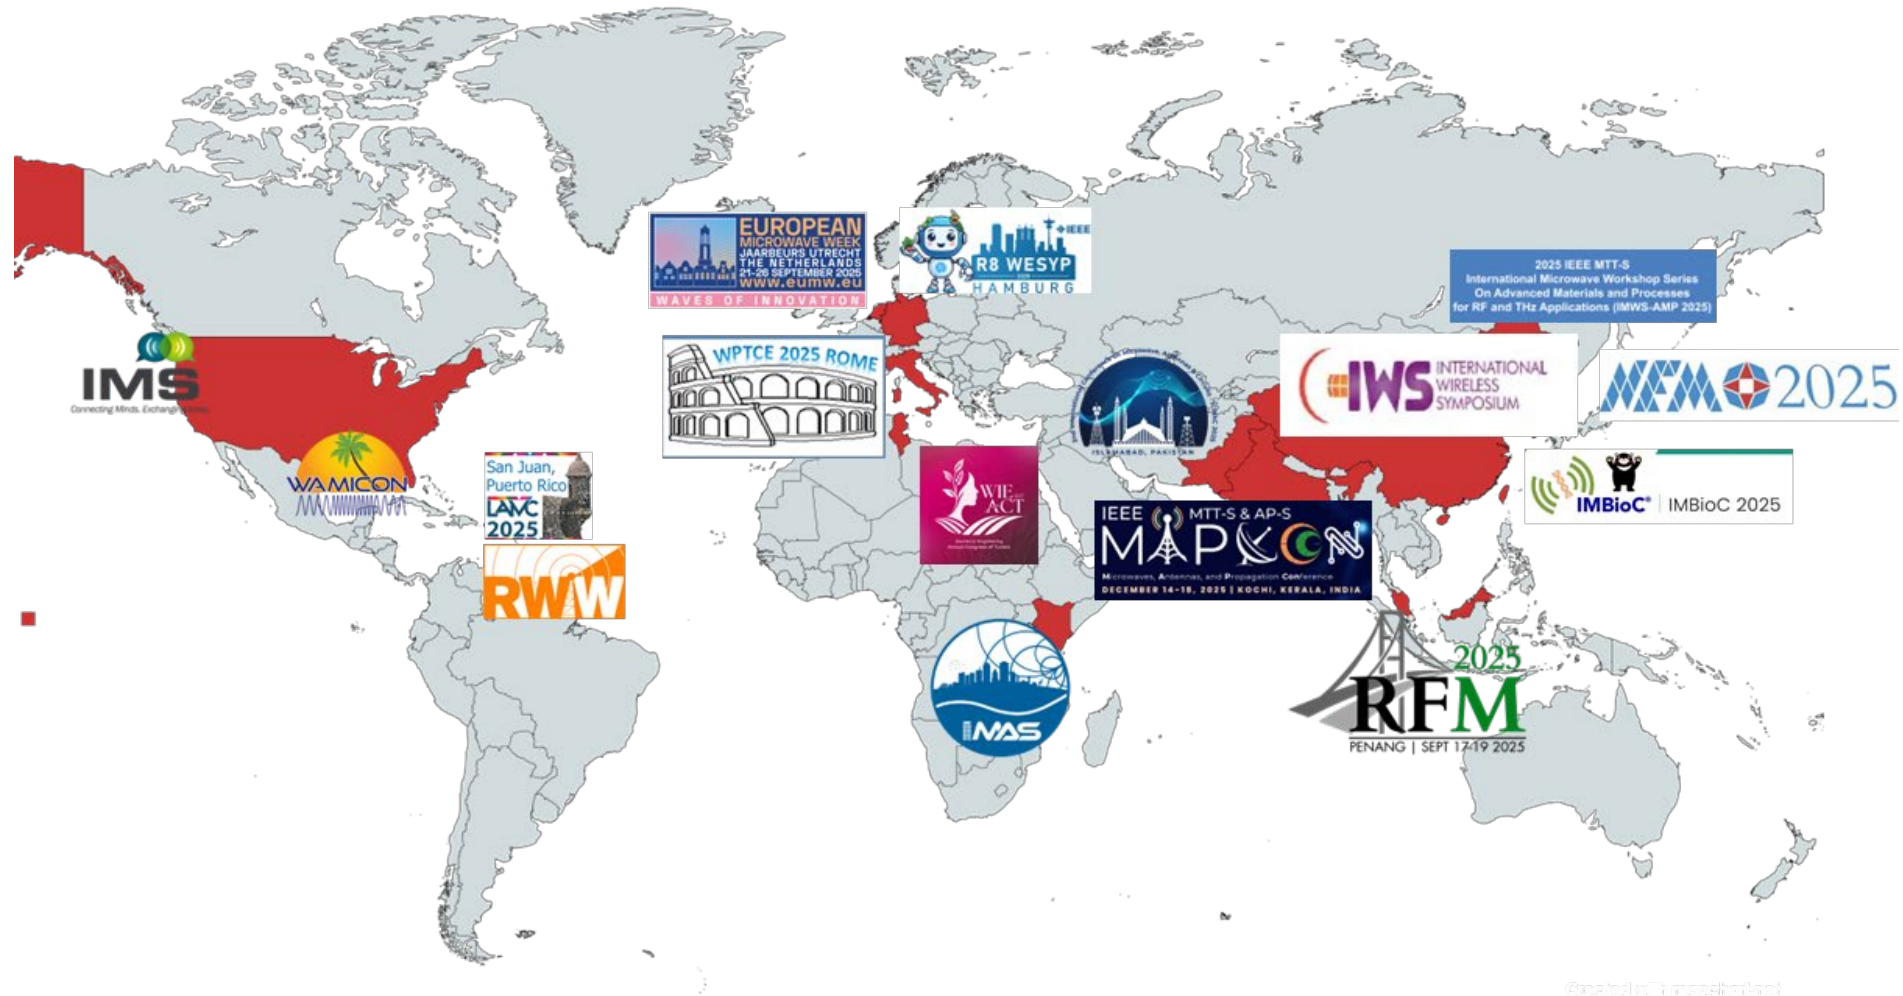 EUROPEAN
MICROWAVE WEEK
JAARBEURS UTRECHT
THE NETHERLANDS
21-26 SEPTEMBER 2025
www.eumw.eu
WAVES OF INNOVATION
IEEE
R8 WESYP
HAMBURG
2025 IEEE MTT-S
International Microwave Workshop Series
On Advanced Materials and Processes
for RF and THz Applications (IMWS-AMP 2025)
IMS
Connecting Minds. Exchanging
WPTCE 2025 ROME
ISLAMABAD, PAKISTAN
IWS INTERNATIONAL
WIRELESS
SYMPOSIUM
NFM 2025
WAMICON
San Juan,
Puerto Rico
LAMC
2025
WIE
ACT
IMBioC® IMBioC 2025
IEEE MTT-S & AP-S
MAPCON
Microwaves, Antennas, and Propagation Conference
DECEMBER 14-18, 2025 | KOCHI, KERALA, INDIA
RWW
IMAS
2025
RFM
PENANG | SEPT 17-19 2025